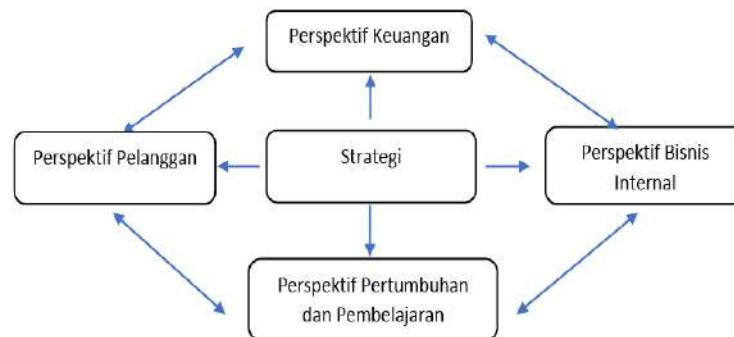 Perspektif Keuangan
Perspektif Pelanggan
Strategi
Perspektif Bisnis
Internal
Perspektif Pertumbuhan
dan Pembelajaran